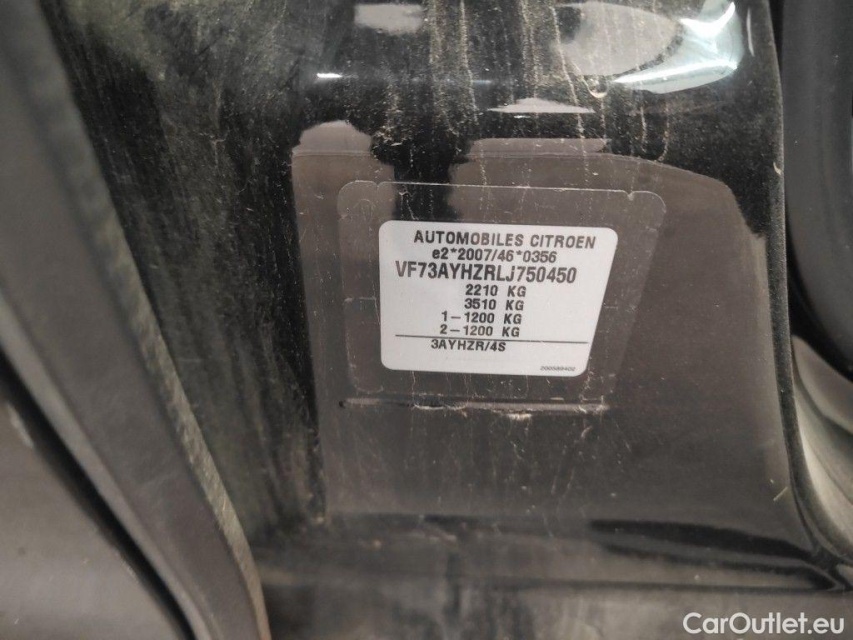 AUTOMOBILES CITROEN
e2*2007/46*0356
VF73AYHZRLJ750450
2210 KG
3510 KG
1-1200 KG
2-1200 KG
3AYHZR/4S
CarOutlet.eu